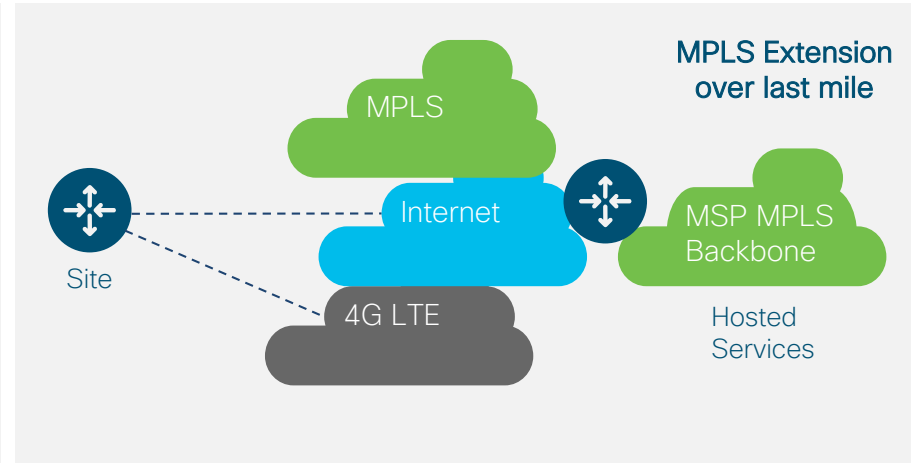 MPLS Extension
over last mile
MPLS
Internet
MSP MPLS
Backbone
Site
4G LTE
Hosted
Services